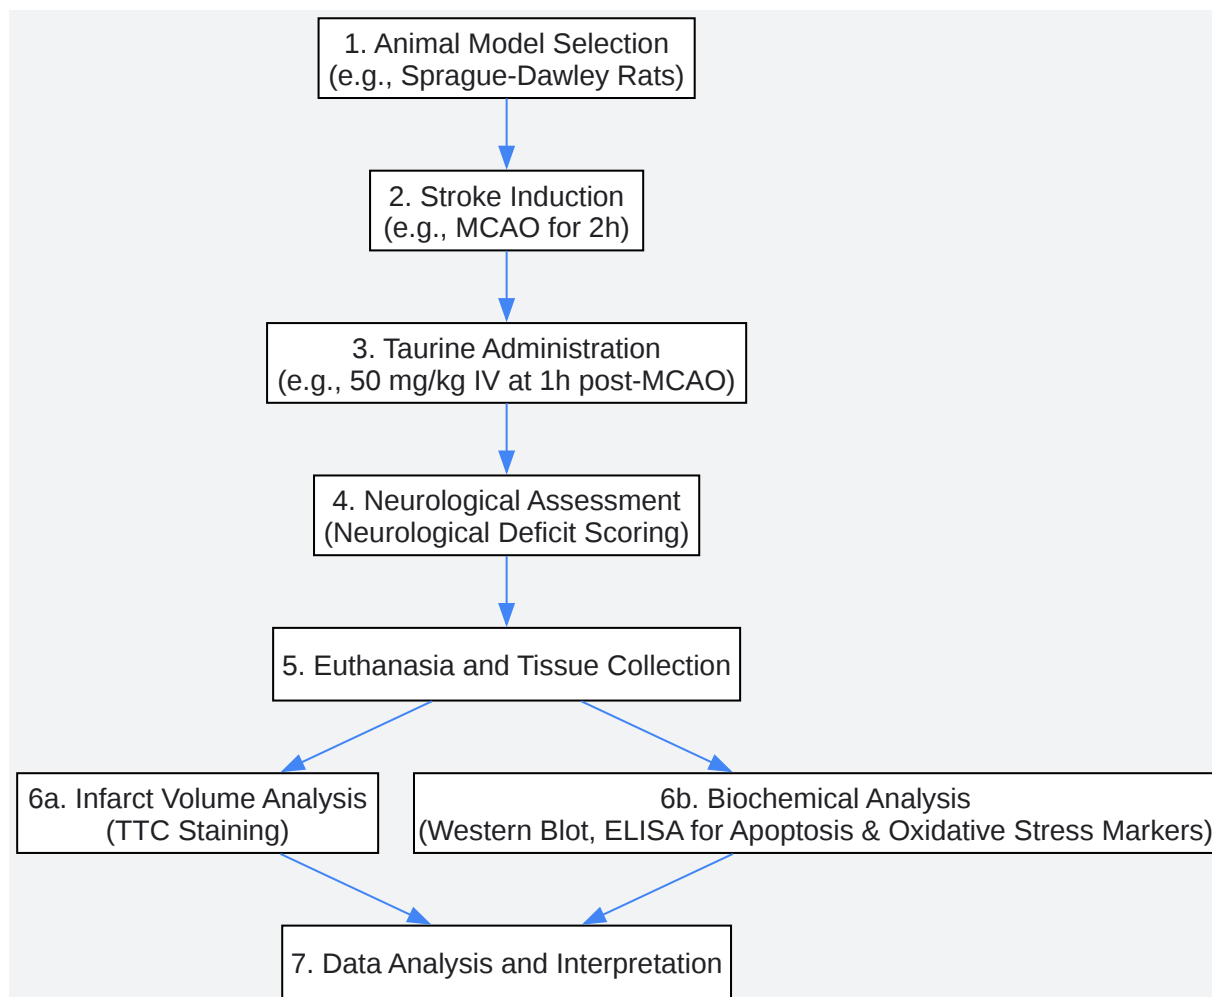 1. Animal Model Selection
(e.g., Sprague-Dawley Rats)
2. Stroke Induction
(e.g., MCAO for 2h)
3. Taurine Administration
(e.g., 50 mg/kg IV at 1h post-MCAO)
4. Neurological Assessment
(Neurological Deficit Scoring)
5. Euthanasia and Tissue Collection
6a. Infarct Volume Analysis
(TTC Staining)
6b. Biochemical Analysis
(Western Blot, ELISA for Apoptosis & Oxidative Stress Markers)
7. Data Analysis and Interpretation